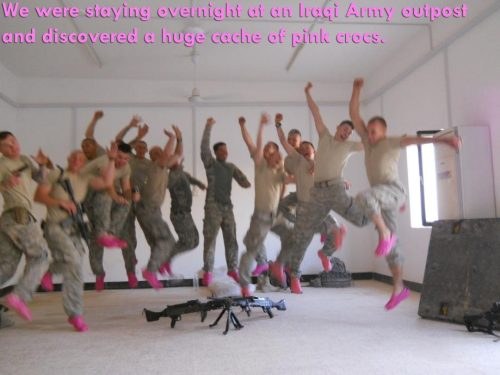 We were staying overnight at an Iraqi Army outpost
and discovered a huge cache of pink crocs.